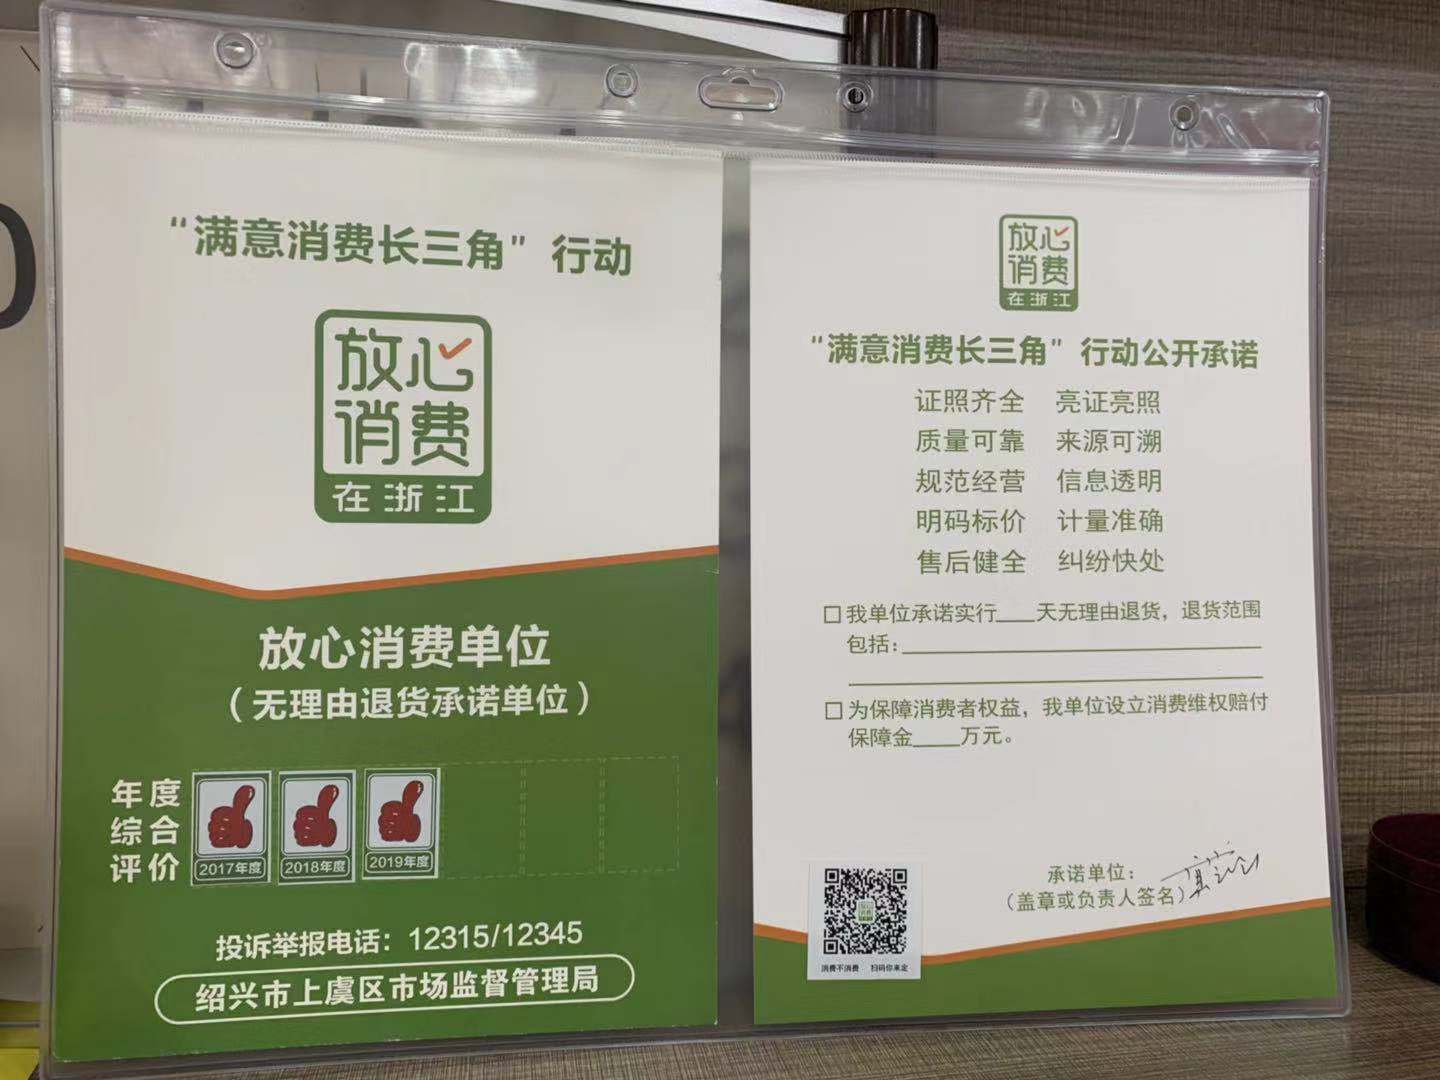 “满意消费长三角”行动
放心
消费
在浙江
放心消费单位
（无理由退货承诺单位）
年度
综合
评价
2017年度
2018年度
2019年度
投诉举报电话：12315/12345
绍兴市上虞区市场监督管理局
放心
消费
在浙江
“满意消费长三角”行动公开承诺
证照齐全 亮证亮照
质量可靠 来源可溯
规范经营 信息透明
明码标价 计量准确
售后健全 纠纷快处
□我单位承诺实行___天无理由退货，退货范围
包括：
□为保障消费者权益，我单位设立消费维权赔付
保障金____万元。
承诺单位：
（盖章或负责人签名）
消费不消费 扫码你来定